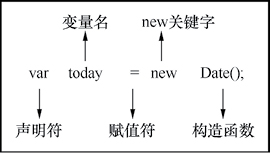 变量名 new关键字
var today = new Date();
声明符 赋值符 构造函数